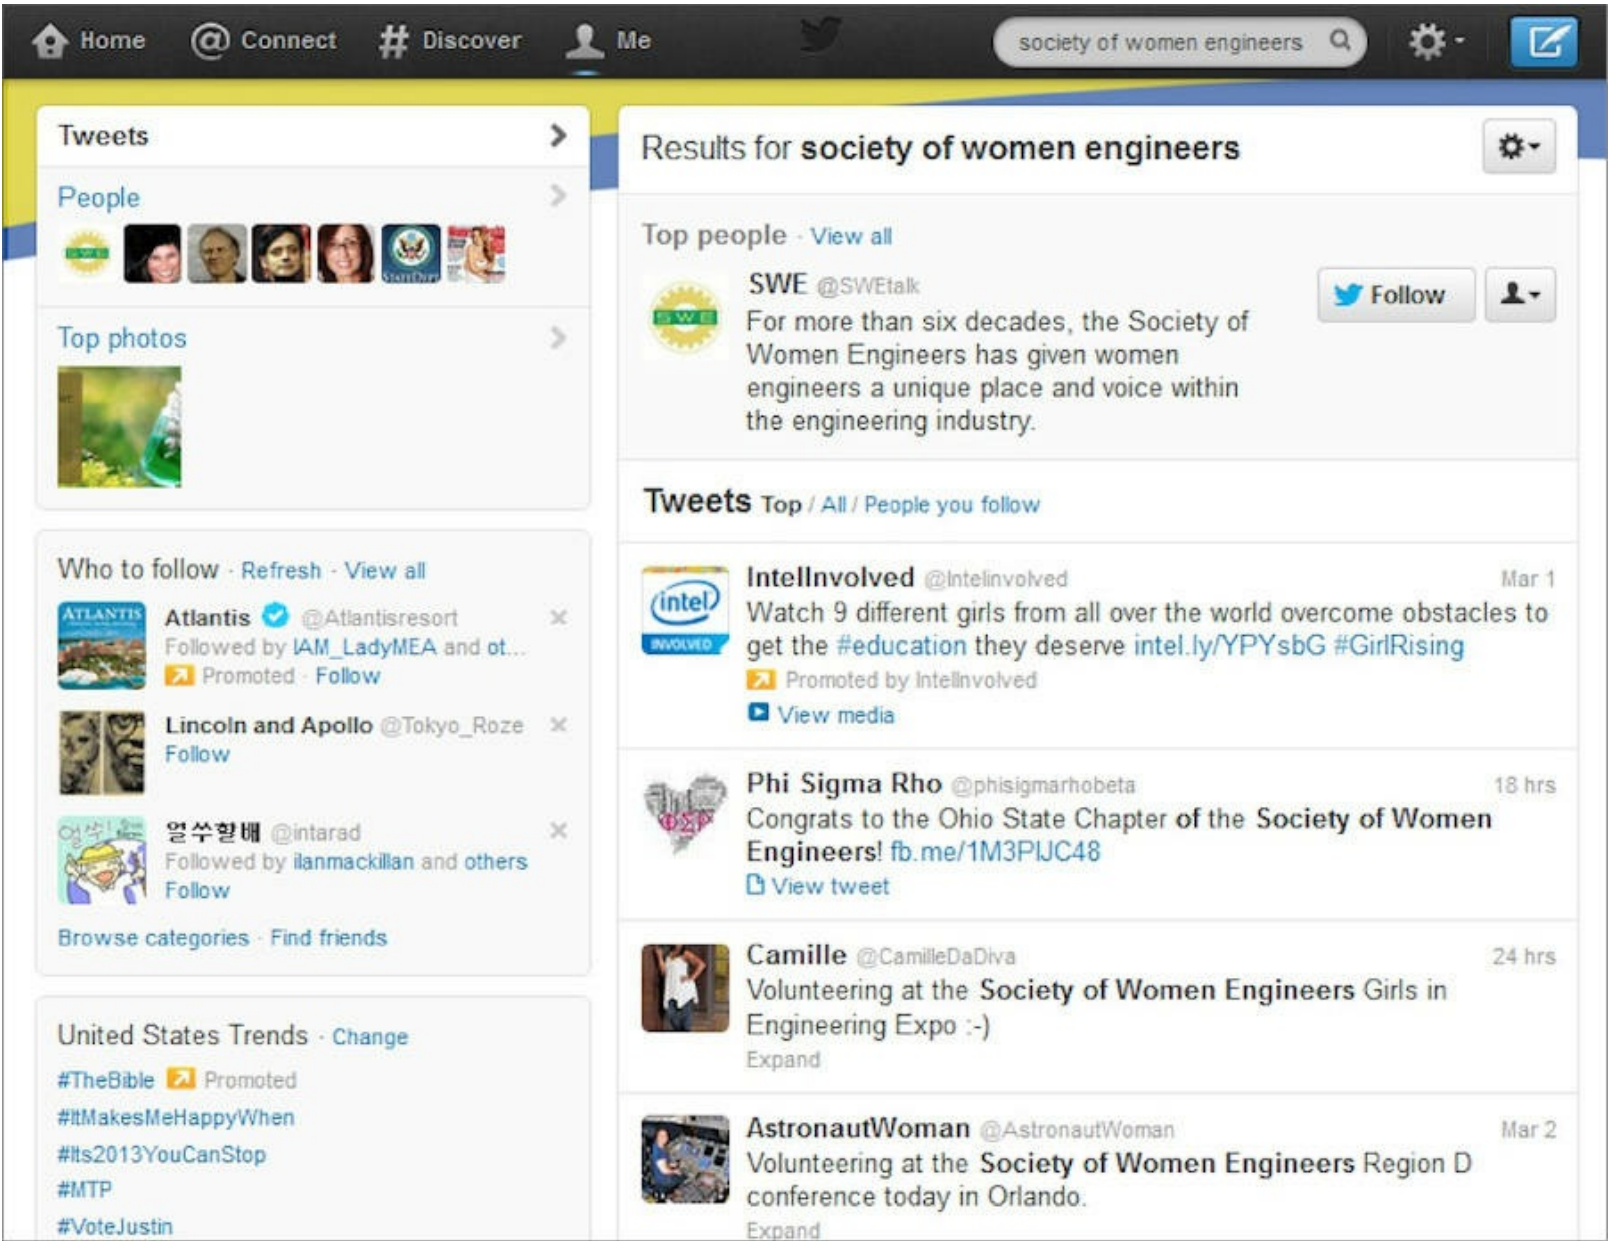 Home @ Connect # Discover Me society of women engineers
Tweets
People
SWE
Top photos
Who to follow · Refresh · View all
ATLANTIS
Atlantis @Atlantisresort
Followed by IAM_LadyMEA and ot...
Promoted · Follow
Lincoln and Apollo @Tokyo_Roze
Follow
얼쑤할배 @intarad
Followed by ilanmackillan and others
Follow
Browse categories · Find friends
United States Trends · Change
#TheBible Promoted
#ItMakesMeHappyWhen
#Its2013YouCanStop
#MTP
#VoteJustin
Results for society of women engineers
Top people · View all
SWE
SWE @SWEtalk
For more than six decades, the Society of
Women Engineers has given women
engineers a unique place and voice within
the engineering industry.
Follow
Tweets Top / All / People you follow
intel
INVOLVED
IntelInvolved @Intelinvolved Mar 1
Watch 9 different girls from all over the world overcome obstacles to
get the #education they deserve intel.ly/YPYsbG #GirlRising
Promoted by IntelInvolved
View media
ΦΣΡ
Phi Sigma Rho @phisigmarhobeta 18 hrs
Congrats to the Ohio State Chapter of the Society of Women
Engineers! fb.me/1M3PIJC48
View tweet
Camille @CamilleDaDiva 24 hrs
Volunteering at the Society of Women Engineers Girls in
Engineering Expo :-)
Expand
AstronautWoman @AstronautWoman Mar 2
Volunteering at the Society of Women Engineers Region D
conference today in Orlando.
Expand